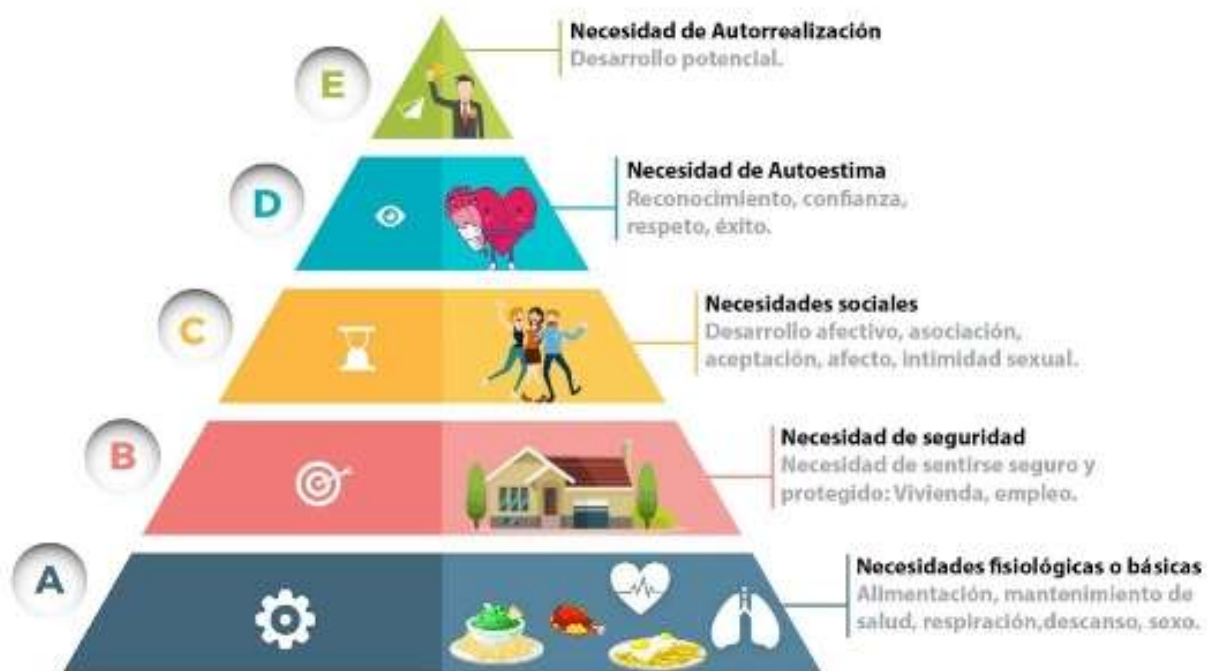 E
Necesidad de Autorrealización
Desarrollo potencial.
D
Necesidad de Autoestima
Reconocimiento, confianza,
respeto, éxito.
C
Necesidades sociales
Desarrollo afectivo, asociación,
aceptación, afecto, intimidad sexual.
B
Necesidad de seguridad
Necesidad de sentirse seguro y
protegido: Vivienda, empleo.
A
Necesidades fisiológicas o básicas
Alimentación, mantenimiento de
salud, respiración,descanso, sexo.